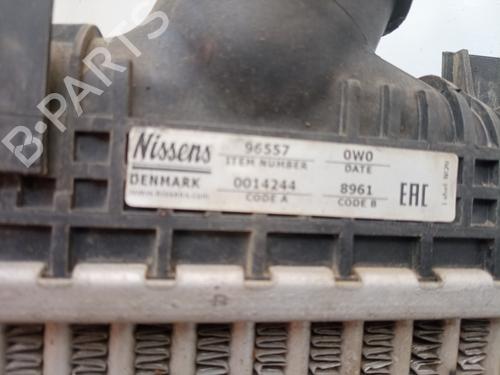 B-PARTS
Nissens 96557 0W0
ITEM NUMBER DATE
DENMARK 0014244 8961 EAC
www.nissens.com CODE A CODE B